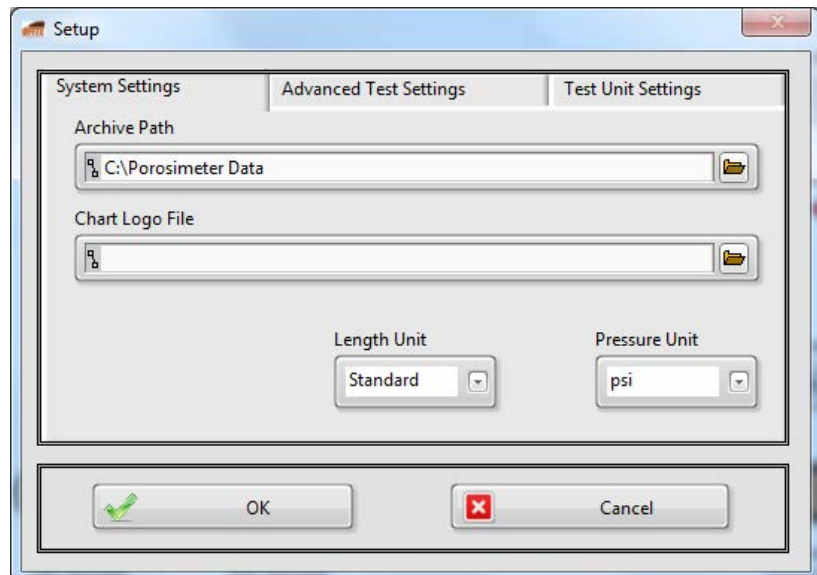 Setup
System Settings
Advanced Test Settings
Test Unit Settings
Archive Path
C:\Porosimeter Data
Chart Logo File
Length Unit
Pressure Unit
Standard
psi
OK
Cancel